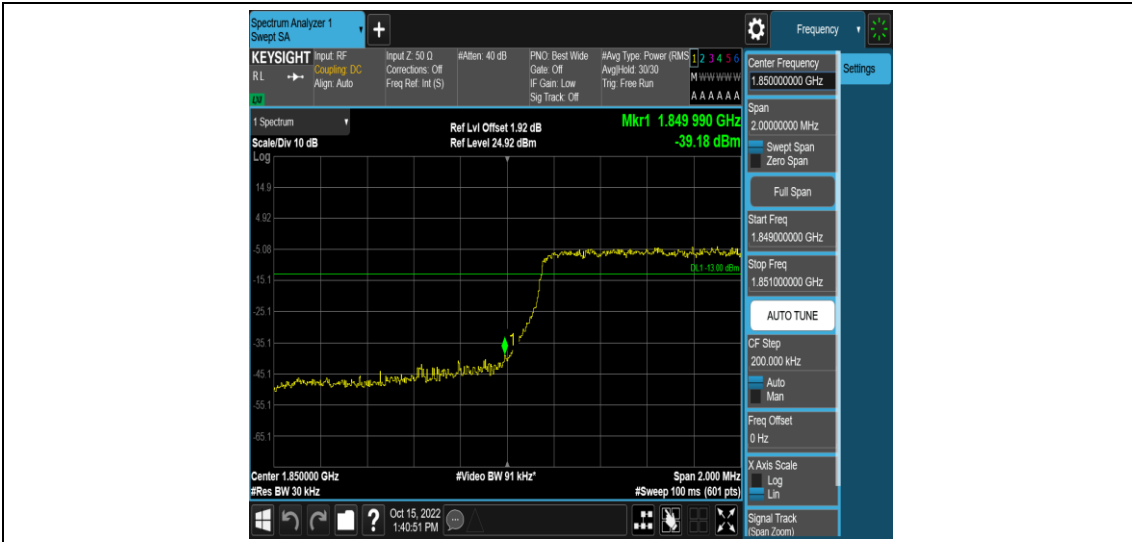 Spectrum Analyzer 1
Swept SA
+
Frequency
KEYSIGHT
RL
Input: RF
Coupling: DC
Align: Auto
Input Z: 50 Ω
Corrections: Off
Freq Ref: Int (S)
#Atten: 40 dB
PNO: Best Wide
Gate: Off
IF Gain: Low
Sig Track: Off
#Avg Type: Power (RMS
Avg|Hold: 30/30
Trig: Free Run
1 2 3 4 5 6
M W W W W W
A A A A A A
1 Spectrum
Scale/Div 10 dB
Log
Ref Lvl Offset 1.92 dB
Ref Level 24.92 dBm
Mkr1 1.849 990 GHz
-39.18 dBm
14.9
4.92
-5.08
-15.1
-25.1
-35.1
-45.1
-55.1
-65.1
DL1 -13.00 dBm
1
Center 1.850000 GHz
#Res BW 30 kHz
#Video BW 91 kHz*
Span 2.000 MHz
#Sweep 100 ms (601 pts)
Center Frequency
1.850000000 GHz
Settings
Span
2.00000000 MHz
Swept Span
Zero Span
Full Span
Start Freq
1.849000000 GHz
Stop Freq
1.851000000 GHz
AUTO TUNE
CF Step
200.000 kHz
Auto
Man
Freq Offset
0 Hz
X Axis Scale
Log
Lin
Signal Track
(Span Zoom)
?
Oct 15, 2022
1:40:51 PM